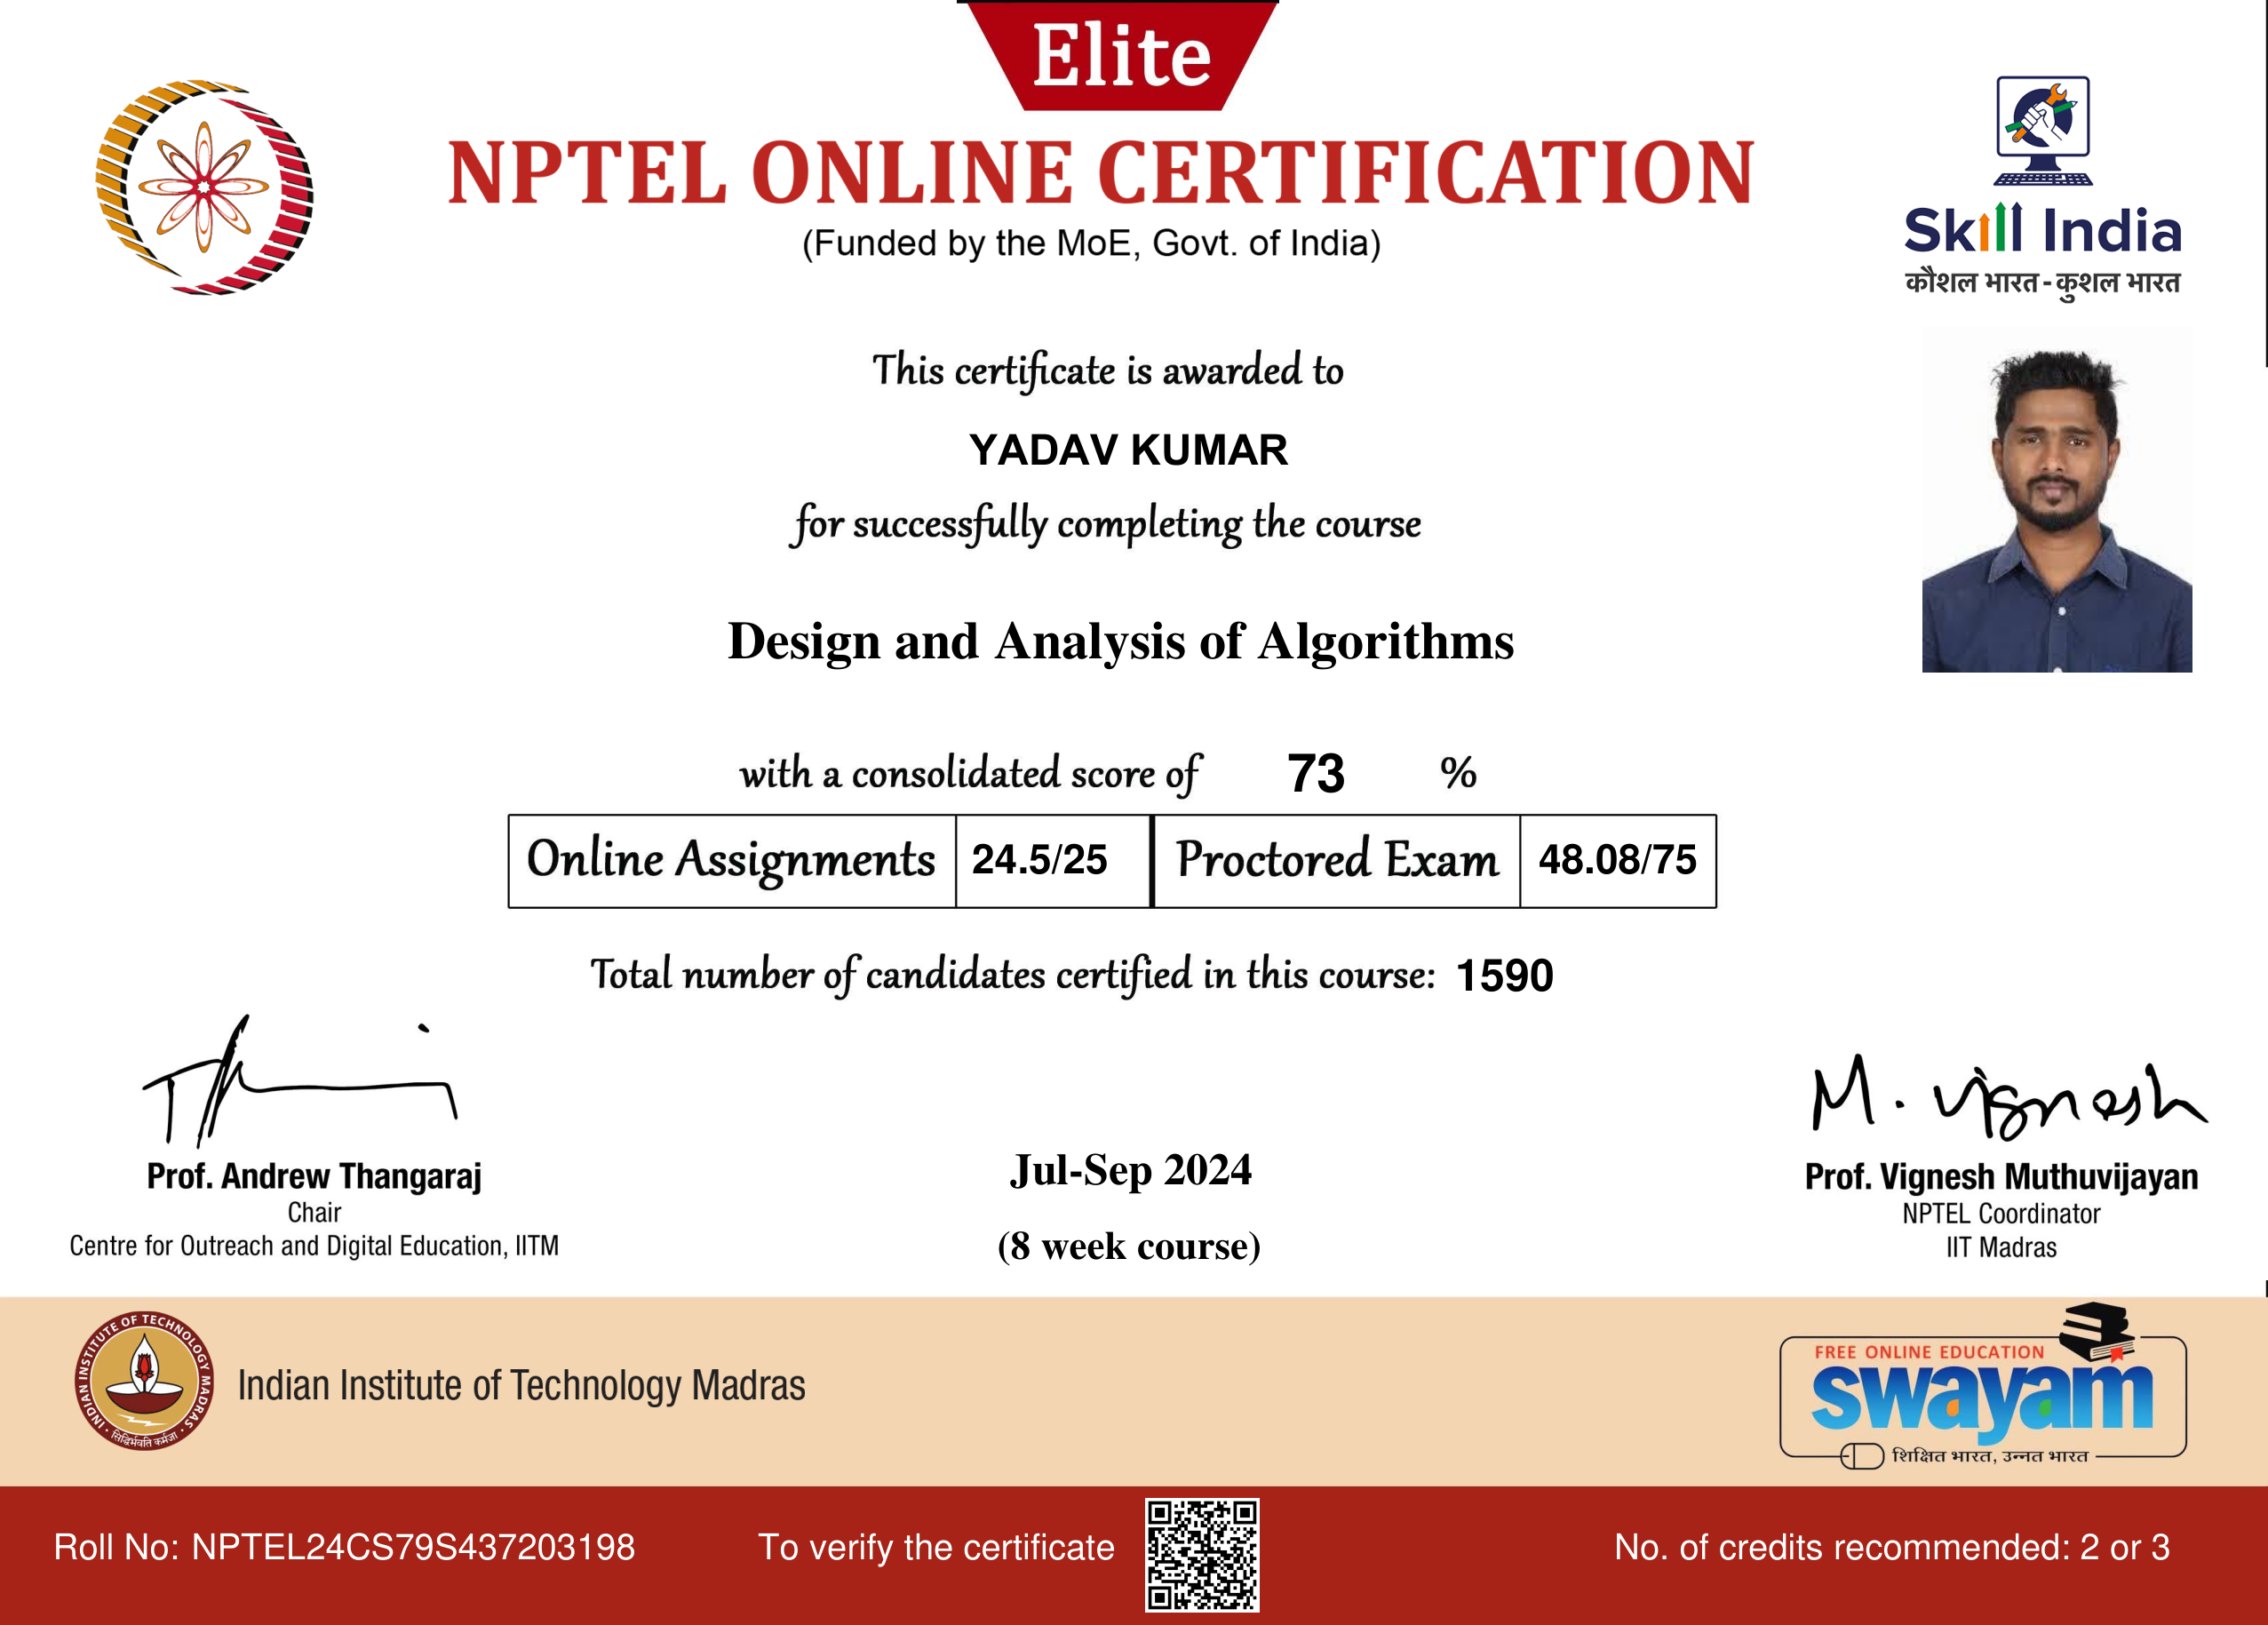 Elite
NPTEL ONLINE CERTIFICATION
(Funded by the MoE, Govt. of India)
Skill India
कौशल भारत - कुशल भारत
This certificate is awarded to
YADAV KUMAR
for successfully completing the course
Design and Analysis of Algorithms
with a consolidated score of 73 %
Online Assignments 24.5/25 Proctored Exam 48.08/75
Total number of candidates certified in this course: 1590
M. Vignesh
Prof. Andrew Thangaraj
Chair
Centre for Outreach and Digital Education, IITM
Jul-Sep 2024
(8 week course)
Prof. Vignesh Muthuvijayan
NPTEL Coordinator
IIT Madras
INDIAN INSTITUTE OF TECHNOLOGY MADRAS
सिद्धिर्भवति कर्मजा
Indian Institute of Technology Madras
FREE ONLINE EDUCATION
swayam
शिक्षित भारत, उन्नत भारत
Roll No: NPTEL24CS79S437203198
To verify the certificate
No. of credits recommended: 2 or 3